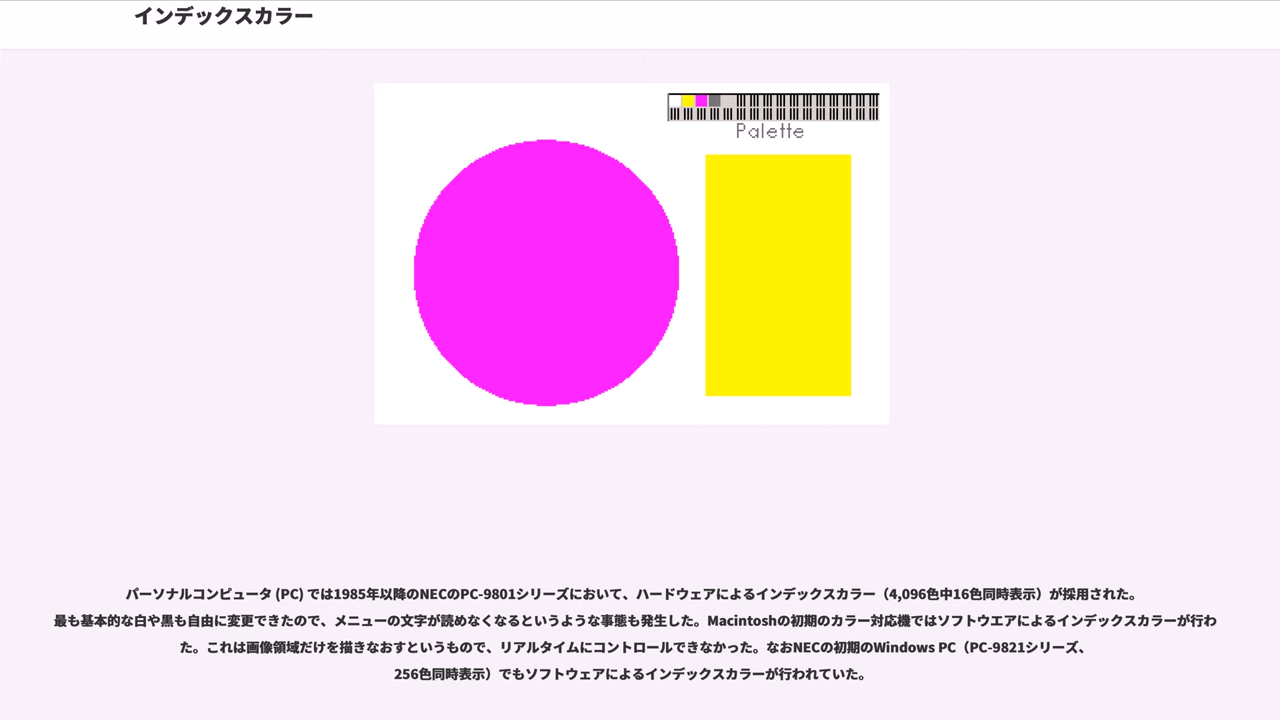 インデックスカラー
Palette
パーソナルコンピュータ (PC) では1985年以降のNECのPC-9801シリーズにおいて、ハードウェアによるインデックスカラー（4,096色中16色同時表示）が採用された。
最も基本的な白や黒も自由に変更できたので、メニューの文字が読めなくなるというような事態も発生した。Macintoshの初期のカラー対応機ではソフトウエアによるインデックスカラーが行わ
た。これは画像領域だけを描きなおすというもので、リアルタイムにコントロールできなかった。なおNECの初期のWindows PC（PC-9821シリーズ、
256色同時表示）でもソフトウェアによるインデックスカラーが行われていた。